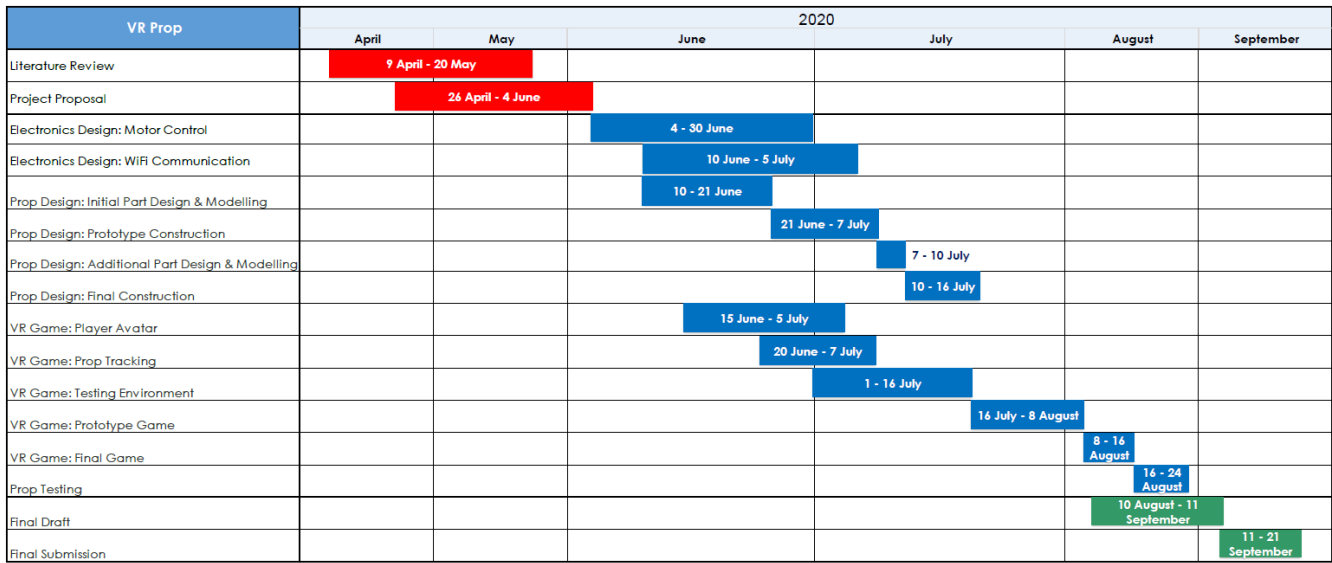 VR Prop
2020
April May June July August September
Literature Review 9 April - 20 May
Project Proposal 26 April - 4 June
Electronics Design: Motor Control 4 - 30 June
Electronics Design: WiFi Communication 10 June - 5 July
Prop Design: Initial Part Design & Modelling 10 - 21 June
Prop Design: Prototype Construction 21 June - 7 July
Prop Design: Additional Part Design & Modelling 7 - 10 July
Prop Design: Final Construction 10 - 16 July
VR Game: Player Avatar 15 June - 5 July
VR Game: Prop Tracking 20 June - 7 July
VR Game: Testing Environment 1 - 16 July
VR Game: Prototype Game 16 July - 8 August
VR Game: Final Game 8 - 16
August
Prop Testing 16 - 24
August
Final Draft 10 August - 11
September
Final Submission 11 - 21
September